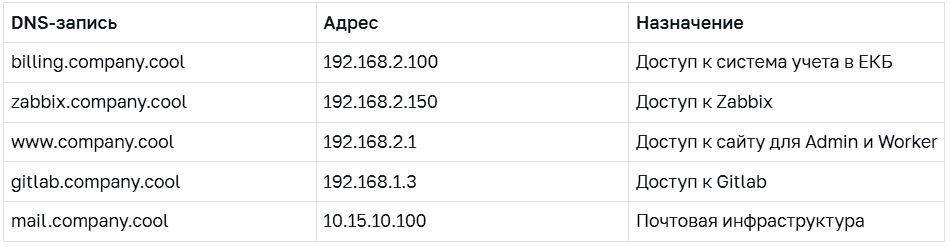 DNS-запись Адрес Назначение
billing.company.cool 192.168.2.100 Доступ к система учета в ЕКБ
zabbix.company.cool 192.168.2.150 Доступ к Zabbix
www.company.cool 192.168.2.1 Доступ к сайту для Admin и Worker
gitlab.company.cool 192.168.1.3 Доступ к Gitlab
mail.company.cool 10.15.10.100 Почтовая инфраструктура